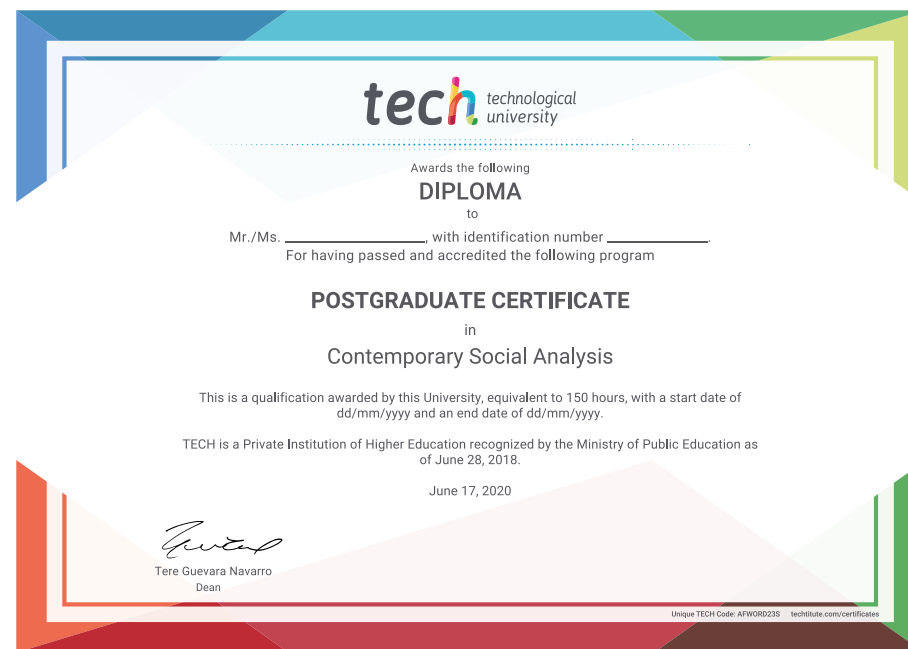 tech technological
university
Awards the following
DIPLOMA
to
Mr./Ms. ____________________, with identification number __________________.
For having passed and accredited the following program
POSTGRADUATE CERTIFICATE
in
Contemporary Social Analysis
This is a qualification awarded by this University, equivalent to 150 hours, with a start date of
dd/mm/yyyy and an end date of dd/mm/yyyy.
TECH is a Private Institution of Higher Education recognized by the Ministry of Public Education as
of June 28, 2018.
June 17, 2020
Tere Guevara Navarro
Dean
Unique TECH Code: AFWORD23S techtitute.com/certificates